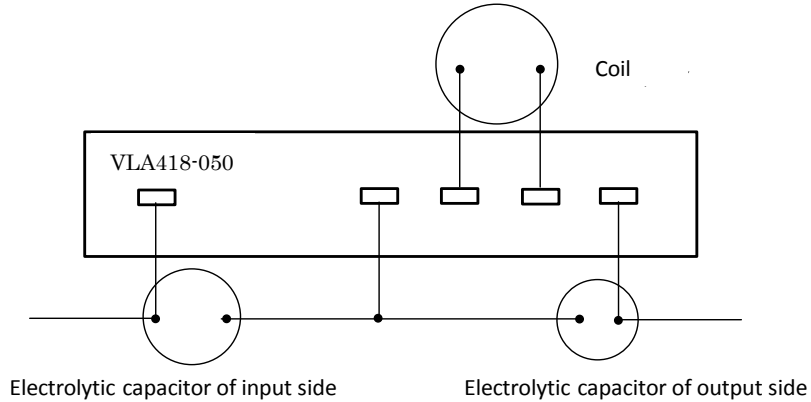 Coil
VLA418-050
Electrolytic capacitor of input side
Electrolytic capacitor of output side